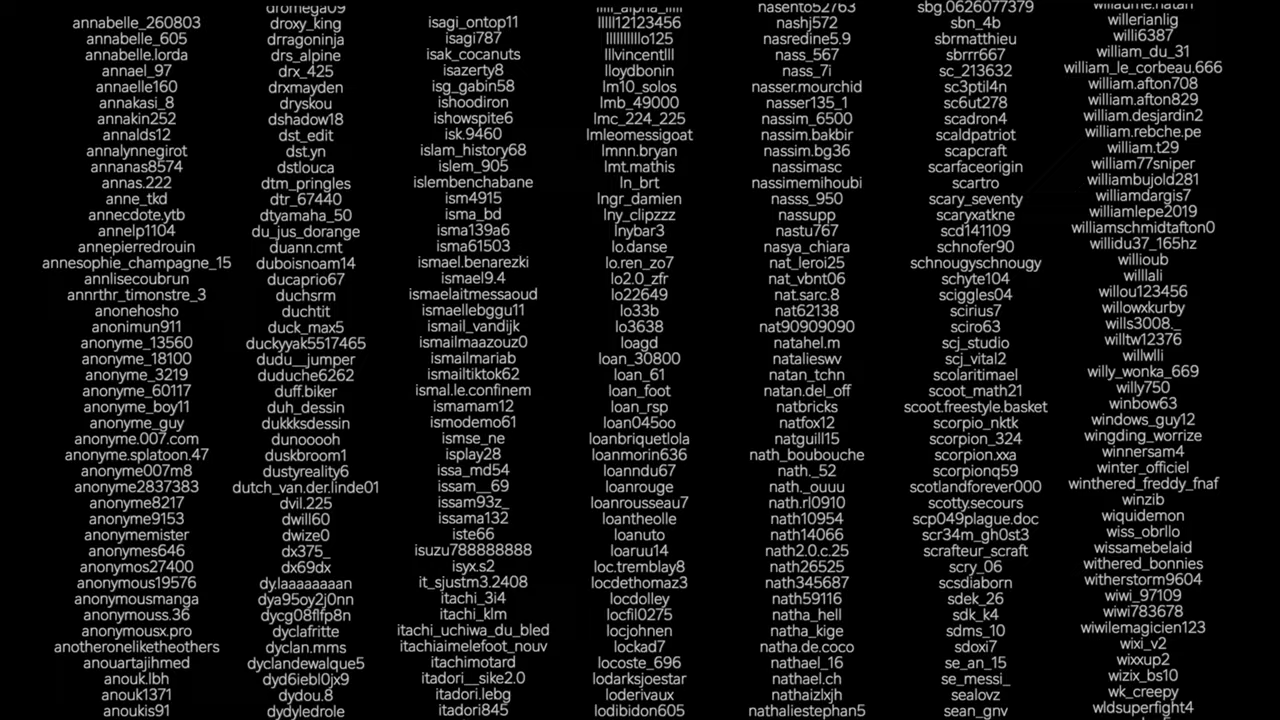 annabelle_260803
annabelle_605
annabelle.lorda
annael_97
annaelle160
annakasi_8
annakin252
annalds12
annalynnegirot
annanas8574
annas.222
anne_tkd
annecdote.ytb
annelp1104
annepierredrouin
annesophie_champagne_15
annlisecoubrun
annrthr_timonstre_3
anonehosho
anonimun911
anonyme_13560
anonyme_18100
anonyme_3219
anonyme_60117
anonyme_boy11
anonyme_guy
anonyme.007.com
anonyme.splatoon.47
anonyme007m8
anonyme2837383
anonyme8217
anonyme9153
anonymemister
anonymes646
anonymos27400
anonymous19576
anonymousmanga
anonymouss.36
anonymousx.pro
anotheroneliketheothers
anouartajihmed
anouk.lbh
anouk1371
anoukis91
dromega09
droxy_king
drragoninja
drs_alpine
drx_425
drxmayden
dryskou
dshadow18
dst_edit
dst.yn
dstlouca
dtm_pringles
dtr_67440
dtyamaha_50
du_jus_dorange
duann.cmt
duboisnoam14
ducaprio67
duchsrm
duchtit
duck_max5
duckyyak5517465
dudu__jumper
duduche6262
duff.biker
duh_dessin
dukkksdessin
dunooooh
duskbroom1
dustyreality6
dutch_van.der.linde01
dvil.225
dwill60
dwize0
dx375_
dx69dx
dy.laaaaaaaan
dya95oy2j0nn
dycg08flfp8n
dyclafritte
dyclan.mms
dyclandewalque5
dyd6iebl0jx9
dydou.8
dydyledrole
isagi_ontop11
isagi787
isak_cocanuts
isazerty8
isg_gabin58
ishoodiron
ishowspite6
isk.9460
islam_history68
islem_905
islembenchabane
ism4915
isma_bd
isma139a6
isma61503
ismael.benarezki
ismael9.4
ismaelaitmessaoud
ismaellebggu11
ismail_vandijk
ismailmaazouz0
ismailmariab
ismailtiktok62
ismal.le.confinem
ismamam12
ismodemo61
ismse_ne
isplay28
issa_md54
issam__69
issam93z_
issama132
iste66
isuzu788888888
isyx.s2
it_sjustm3.2408
itachi_3i4
itachi_klm
itachi_uchiwa_du_bled
itachiaimelefoot_nouv
itachimotard
itadori__sike2.0
itadori.lebg
itadori845
lllll12123456
lllllllllo125
lllvincentlll
lloydbonin
lm10_solos
lmb_49000
lmc_224_225
lmleomessigoat
lmnn.bryan
lmt.mathis
ln_brt
lngr_damien
lny_clipzzz
lnybar3
lo.danse
lo.ren_zo7
lo2.0_zfr
lo22649
lo33b
lo3638
loagd
loan_30800
loan_61
loan_foot
loan_rsp
loan045oo
loanbriquetlola
loanmorin636
loanndu67
loanrouge
loanrousseau7
loantheolle
loanuto
loaruu14
loc.tremblay8
locdethomaz3
locdolley
locfil0275
locjohnen
lockad7
locoste_696
lodarksjoestar
loderivaux
lodibidon605
nasento52763
nashj572
nasredine5.9
nass_567
nass_7i
nasser.mourchid
nasser135_1
nassim_6500
nassim.bakbir
nassim.bg36
nassimasc
nassimemihoubi
nasss_950
nassupp
nastu767
nasya_chiara
nat_leroi25
nat_vbnt06
nat.sarc.8
nat62138
nat90909090
natahel.m
natalieswv
natan_tchn
natan.del_off
natbricks
natfox12
natguill15
nath_boubouche
nath._52
nath._ouuu
nath.rl0910
nath10954
nath14066
nath2.0.c.25
nath26525
nath345687
nath59116
natha_hell
natha_kige
natha.de.coco
nathael_16
nathael.ch
nathaizlxjh
nathaliestephan5
sbg.0626077379
sbn_4b
sbrmatthieu
sbrrr667
sc_213632
sc3ptil4n
sc6ut278
scadron4
scaldpatriot
scapcraft
scarfaceorigin
scartro
scary_seventy
scaryxatkne
scd141109
schnofer90
schnougyschnougy
schyte104
sciggles04
scirius7
sciro63
scj_studio
scj_vital2
scolaritimael
scoot_math21
scoot.freestyle.basket
scorpio_nktk
scorpion_324
scorpion.xxa
scorpionq59
scotlandforever000
scotty.secours
scp049plague.doc
scr34m_gh0st3
scrafteur_scraft
scry_06
scsdiaborn
sdek_26
sdk_k4
sdms_10
sdoxi7
se_an_15
se_messi_
sealovz
sean_gnv
willaume.natan
willerianlig
willi6387
william_du_31
william_le_corbeau.666
william.afton708
william.afton829
william.desjardin2
william.rebche.pe
william.t29
william77sniper
williambujold281
williamdargis7
williamlepe2019
williamschmidtafton0
willidu37_165hz
willioub
willlali
willou123456
willowxkurby
wills3008._
willtw12376
willwlli
willy_wonka_669
willy750
winbow63
windows_guy12
wingding_worrize
winnersam4
winter_officiel
winthered_freddy_fnaf
winzib
wiquidemon
wiss_obrllo
wissamebelaid
withered_bonnies
witherstorm9604
wiwi_97109
wiwi783678
wiwilemagicien123
wixi_v2
wixxup2
wizix_bs10
wk_creepy
wldsuperfight4